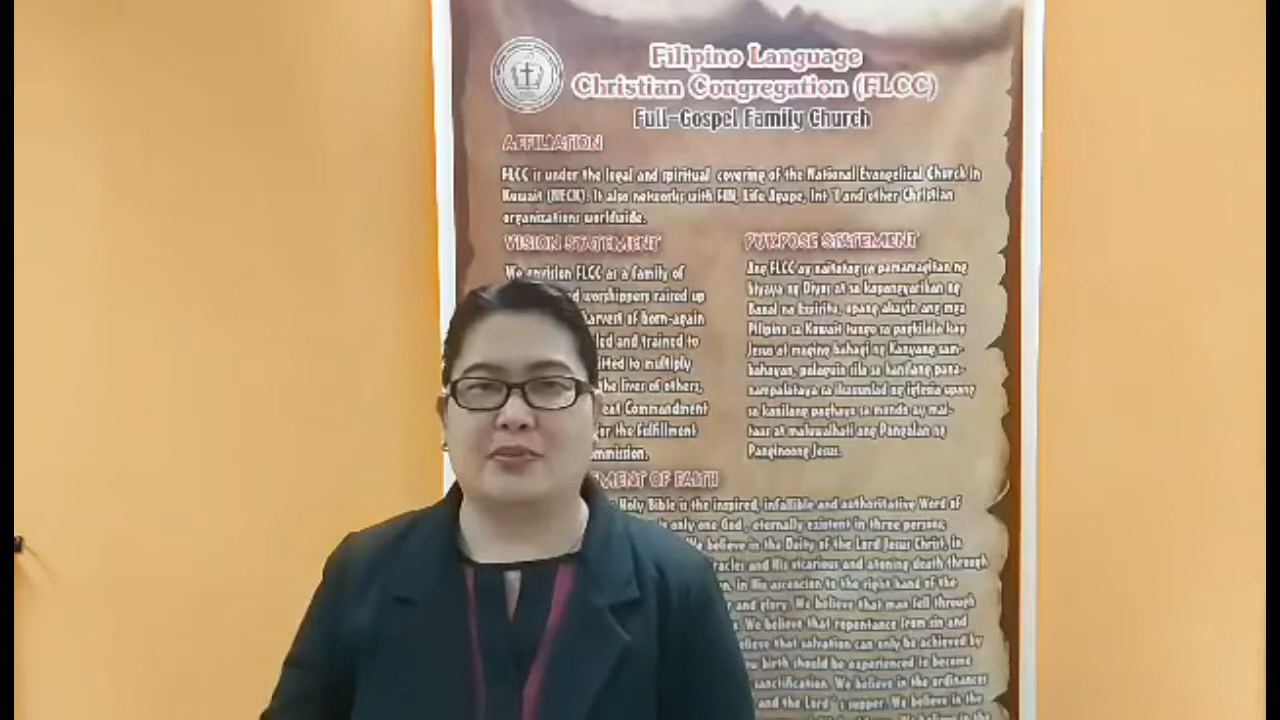 Filipino Language
Christian Congregation (FLCC)
Full-Gospel Family Church
AFFILIATION
FLCC is under the legal and spiritual covering of the National Evangelical Church in
Kuwait (NECK). It also networks with Life Agape, Int'l and other Christian
organizations worldwide.
VISION STATEMENT
We envision FLCC as a family of
worshippers raised up
harvest of born-again
led and trained to
to multiply
the lives of others,
Commandment
the fulfillment
PURPOSE STATEMENT
Ang FLCC ay naitatag sa pamamagitan ng
biyaya ng Diyos at sa kapangyarihan ng
Banal na Espiritu, upang akayin ang mga
Pilipino sa Kuwait tungo sa pagkilala kay
Jesus at maging bahagi ng Kanyang sam-
bahayan, palaguin sila sa kanilang pana-
nampalataya sa ikauunlad ng iglesia upang
sa kanilang paghayo sa mundo ay mai-
taas at maluwalhati ang Pangalan ng
Panginoong Jesus.
OF FAITH
Holy Bible is the inspired, infallible and authoritative Word of
only one God, eternally existent in three persons;
believe in the Deity of the Lord Jesus Christ, in
and His vicarious and atoning death through
in His ascension to the right hand of the
and glory. We believe that man fell through
We believe that repentance from sin and
that salvation can only be achieved by
birth should be experienced to become
sanctification. We believe in the ordinances
and the Lord's supper. We believe in the
We believe in the